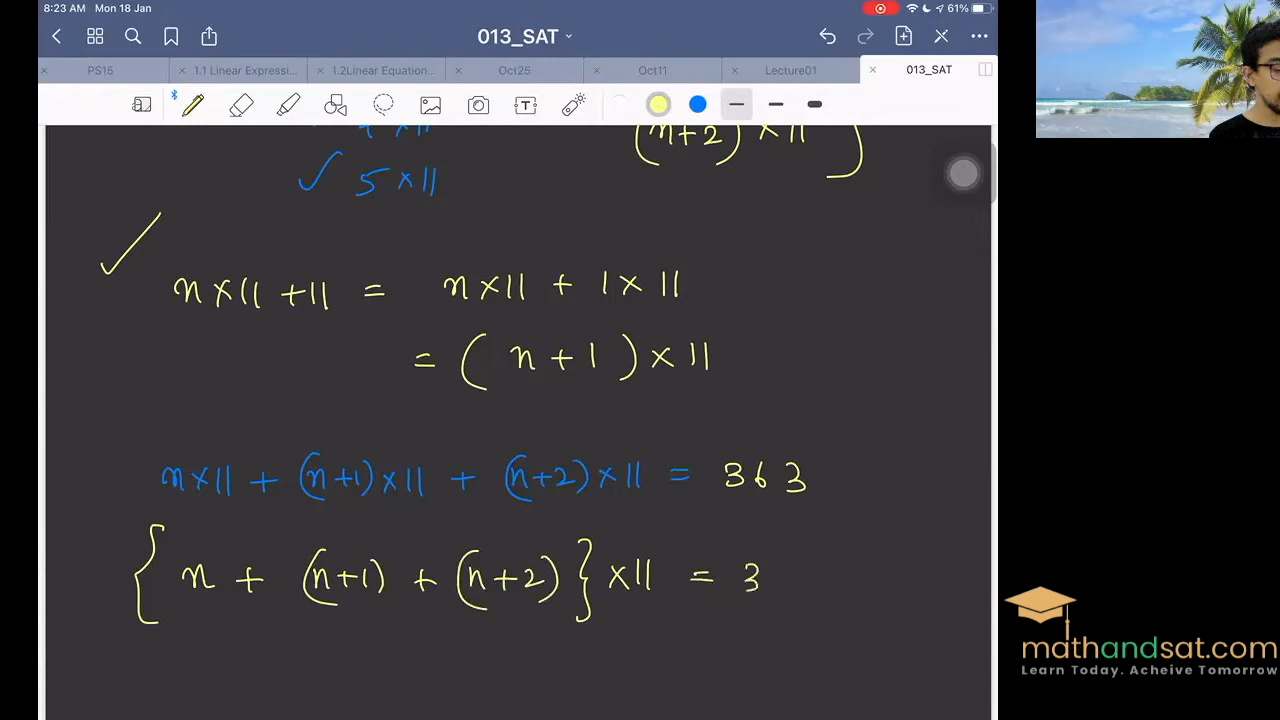 8:23 AM Mon 18 Jan 61%
013_SAT
PS15 1.1 Linear Expressi... 1.2Linear Equation... Oct25 Oct11 Lecture01 013_SAT
(n+2) × 11
5 × 11
n × 11 + 11 = n × 11 + 1 × 11
= ( n + 1 ) × 11
n × 11 + (n+1) × 11 + (n+2) × 11 = 363
{ n + (n+1) + (n+2) } × 11 = 3
mathandsat.com
Learn Today. Acheive Tomorrow